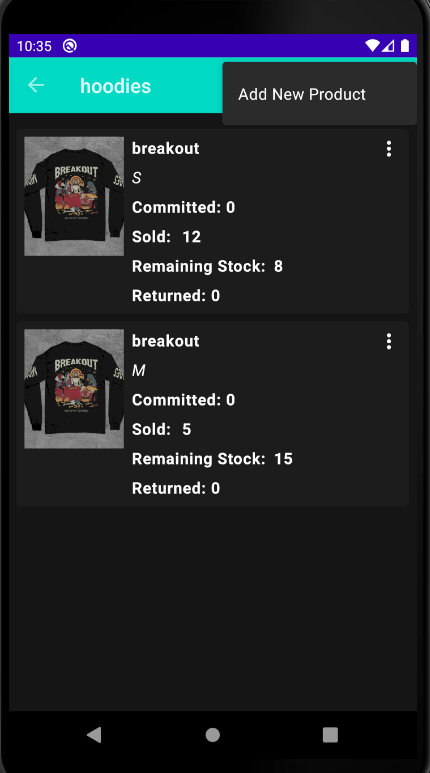 10:35
hoodies
Add New Product
breakout
S
Committed: 0
Sold: 12
Remaining Stock: 8
Returned: 0
BREAKOUT
breakout
M
Committed: 0
Sold: 5
Remaining Stock: 15
Returned: 0
BREAKOUT